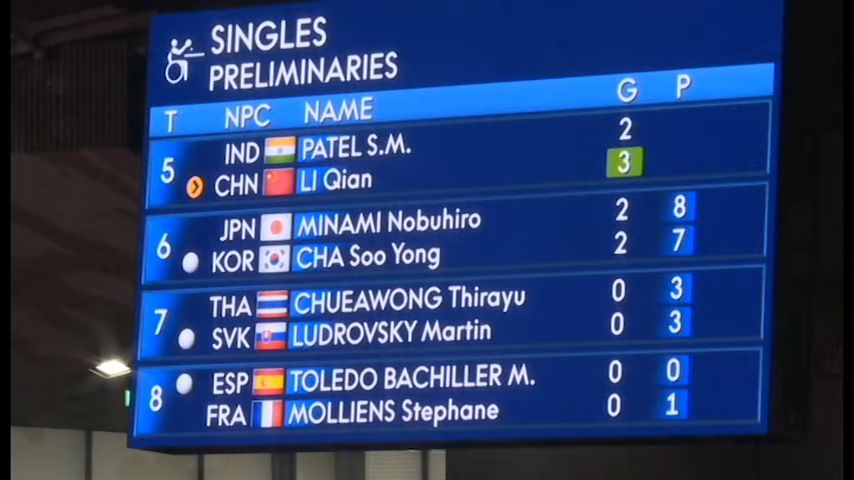 SINGLES
PRELIMINARIES
T NPC NAME G P
5 IND PATEL S.M. 2
CHN LI Qian 3
6 JPN MINAMI Nobuhiro 2 8
KOR CHA Soo Yong 2 7
7 THA CHUEAWONG Thirayu 0 3
SVK LUDROVSKY Martin 0 3
8 ESP TOLEDO BACHILLER M. 0 0
FRA MOLLIENS Stephane 0 1